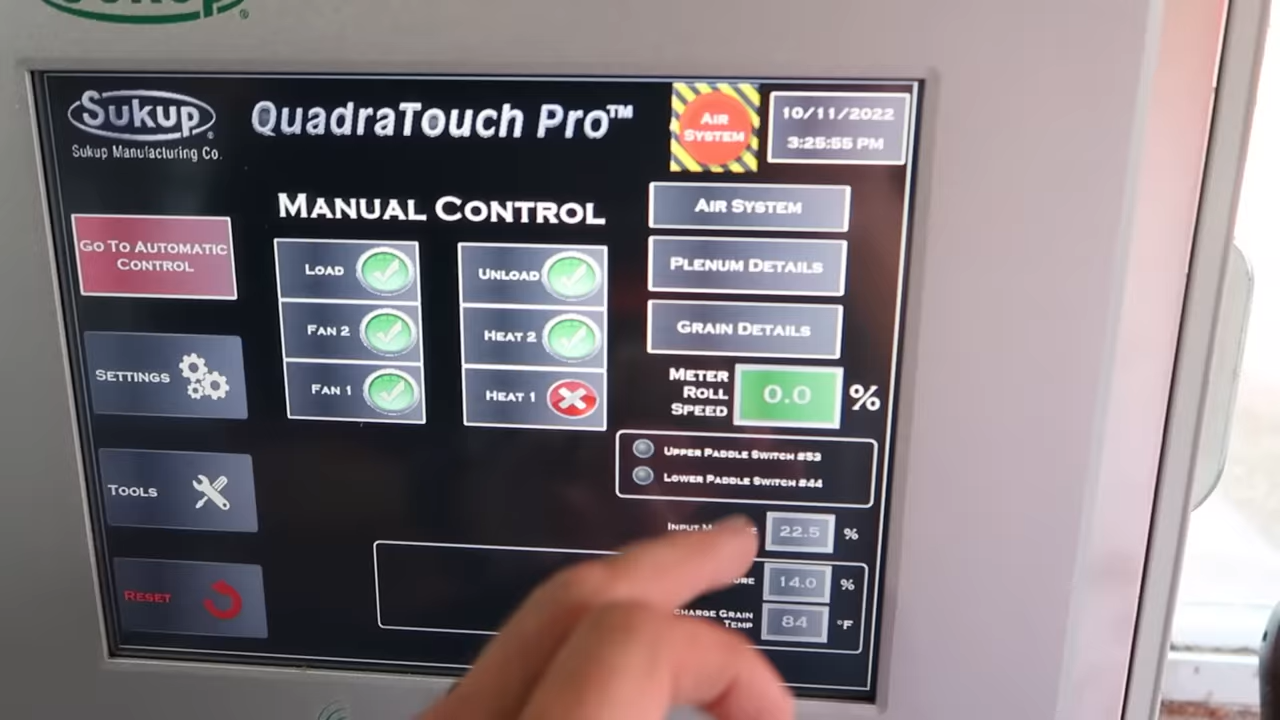 Sukup
Sukup Manufacturing Co.
QuadraTouch Pro™
AIR
SYSTEM
10/11/2022
3:25:55 PM
MANUAL CONTROL
GO TO AUTOMATIC
CONTROL
LOAD
FAN 2
FAN 1
UNLOAD
HEAT 2
HEAT 1
AIR SYSTEM
PLENUM DETAILS
GRAIN DETAILS
METER
ROLL
SPEED
0.0 %
UPPER PADDLE SWITCH #53
LOWER PADDLE SWITCH #44
SETTINGS
TOOLS
RESET
INPUT 22.5 %
14.0 %
GRAIN
TEMP
84 °F